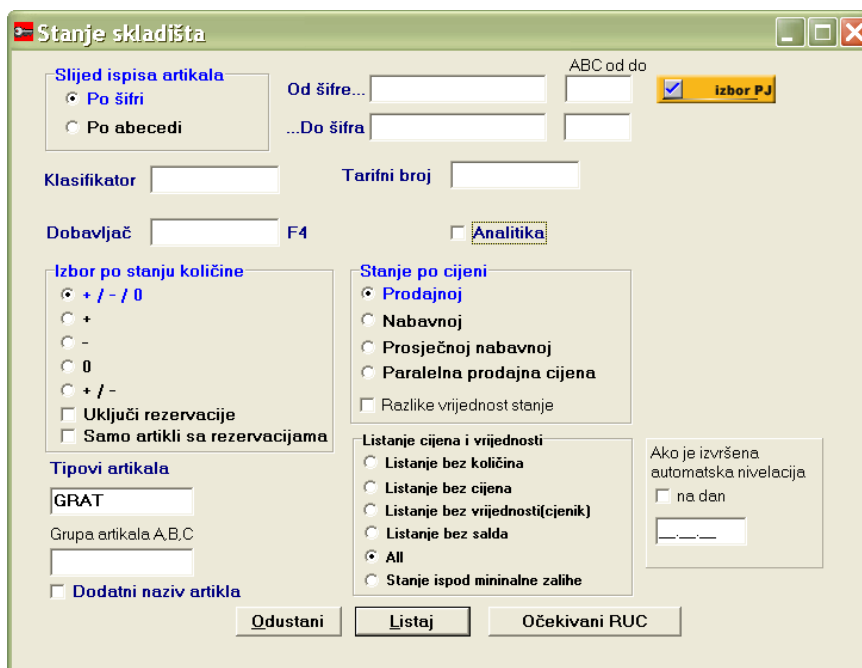 Stanje skladišta
Slijed ispisa artikala
Po šifri
Po abecedi
Od šifre...
...Do šifra
ABC od do
izbor PJ
Klasifikator
Tarifni broj
Dobavljač
F4
Analitika
Izbor po stanju količine
+ / - / 0
+
-
0
+ / -
Uključi rezervacije
Samo artikli sa rezervacijama
Stanje po cijeni
Prodajnoj
Nabavnoj
Prosječnoj nabavnoj
Paralelna prodajna cijena
Razlike vrijednost stanje
Tipovi artikala
GRAT
Grupa artikala A,B,C
Dodatni naziv artikla
Listanje cijena i vrijednosti
Listanje bez količina
Listanje bez cijena
Listanje bez vrijednosti(cjenik)
Listanje bez salda
All
Stanje ispod mininalne zalihe
Ako je izvršena
automatska nivelacija
na dan
__.__.__
Odustani
Listaj
Očekivani RUC